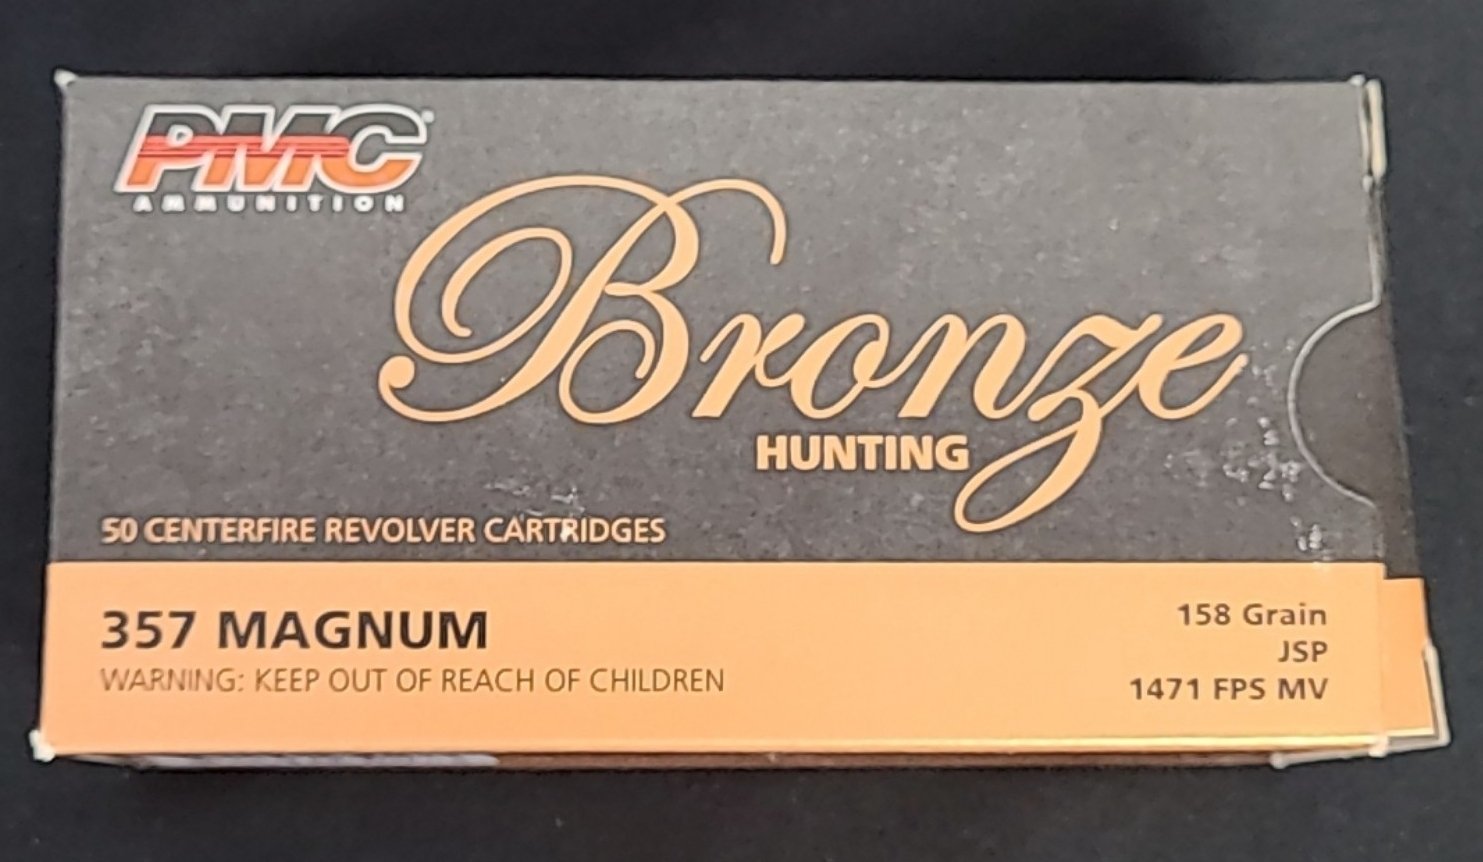 PMC
AMMUNITION
Bronze
HUNTING
50 CENTERFIRE REVOLVER CARTRIDGES
357 MAGNUM
WARNING: KEEP OUT OF REACH OF CHILDREN
158 Grain
JSP
1471 FPS MV